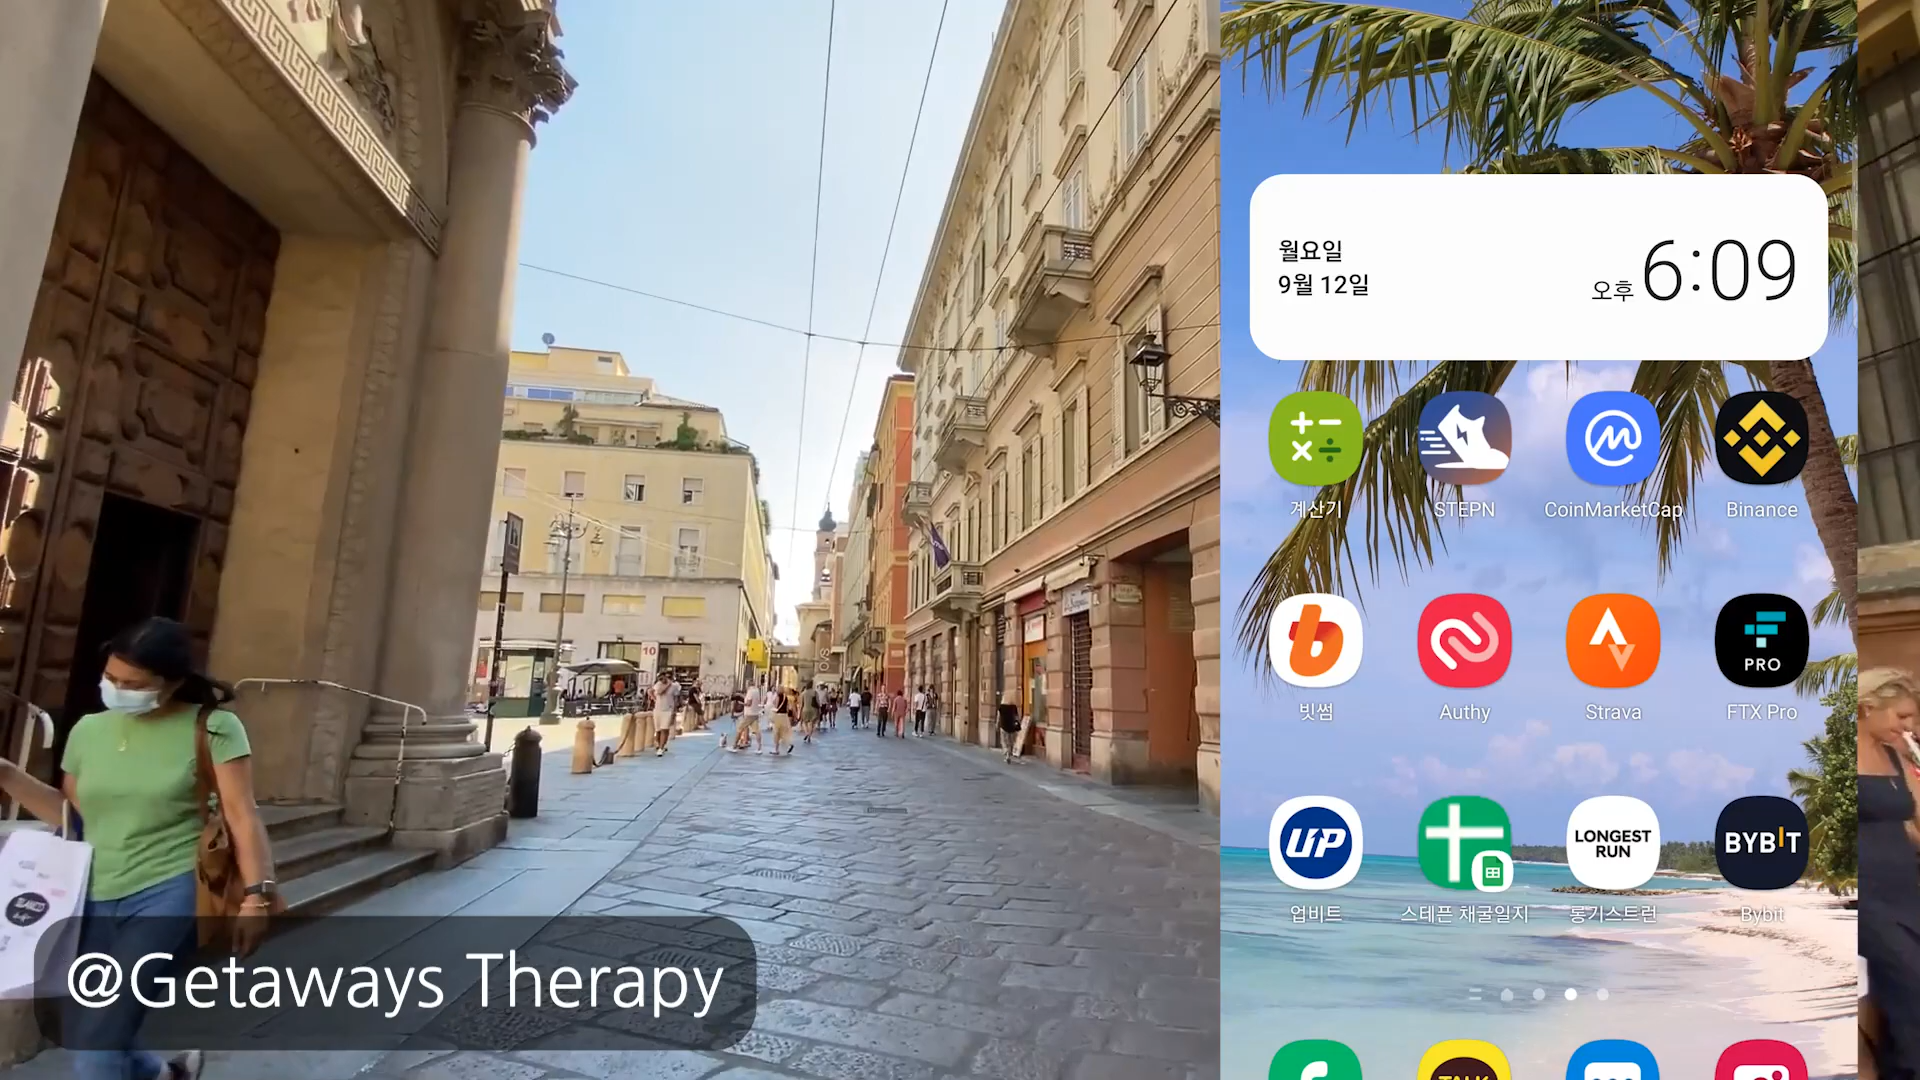 @Getaways Therapy
10
월요일
9월 12일
오후 6:09
계산기
STEPN
CoinMarketCap
Binance
빗썸
Authy
Strava
PRO
FTX Pro
UP
업비트
스테픈 채굴일지
LONGEST
RUN
롱기스트런
BYBIT
Bybit
TALK